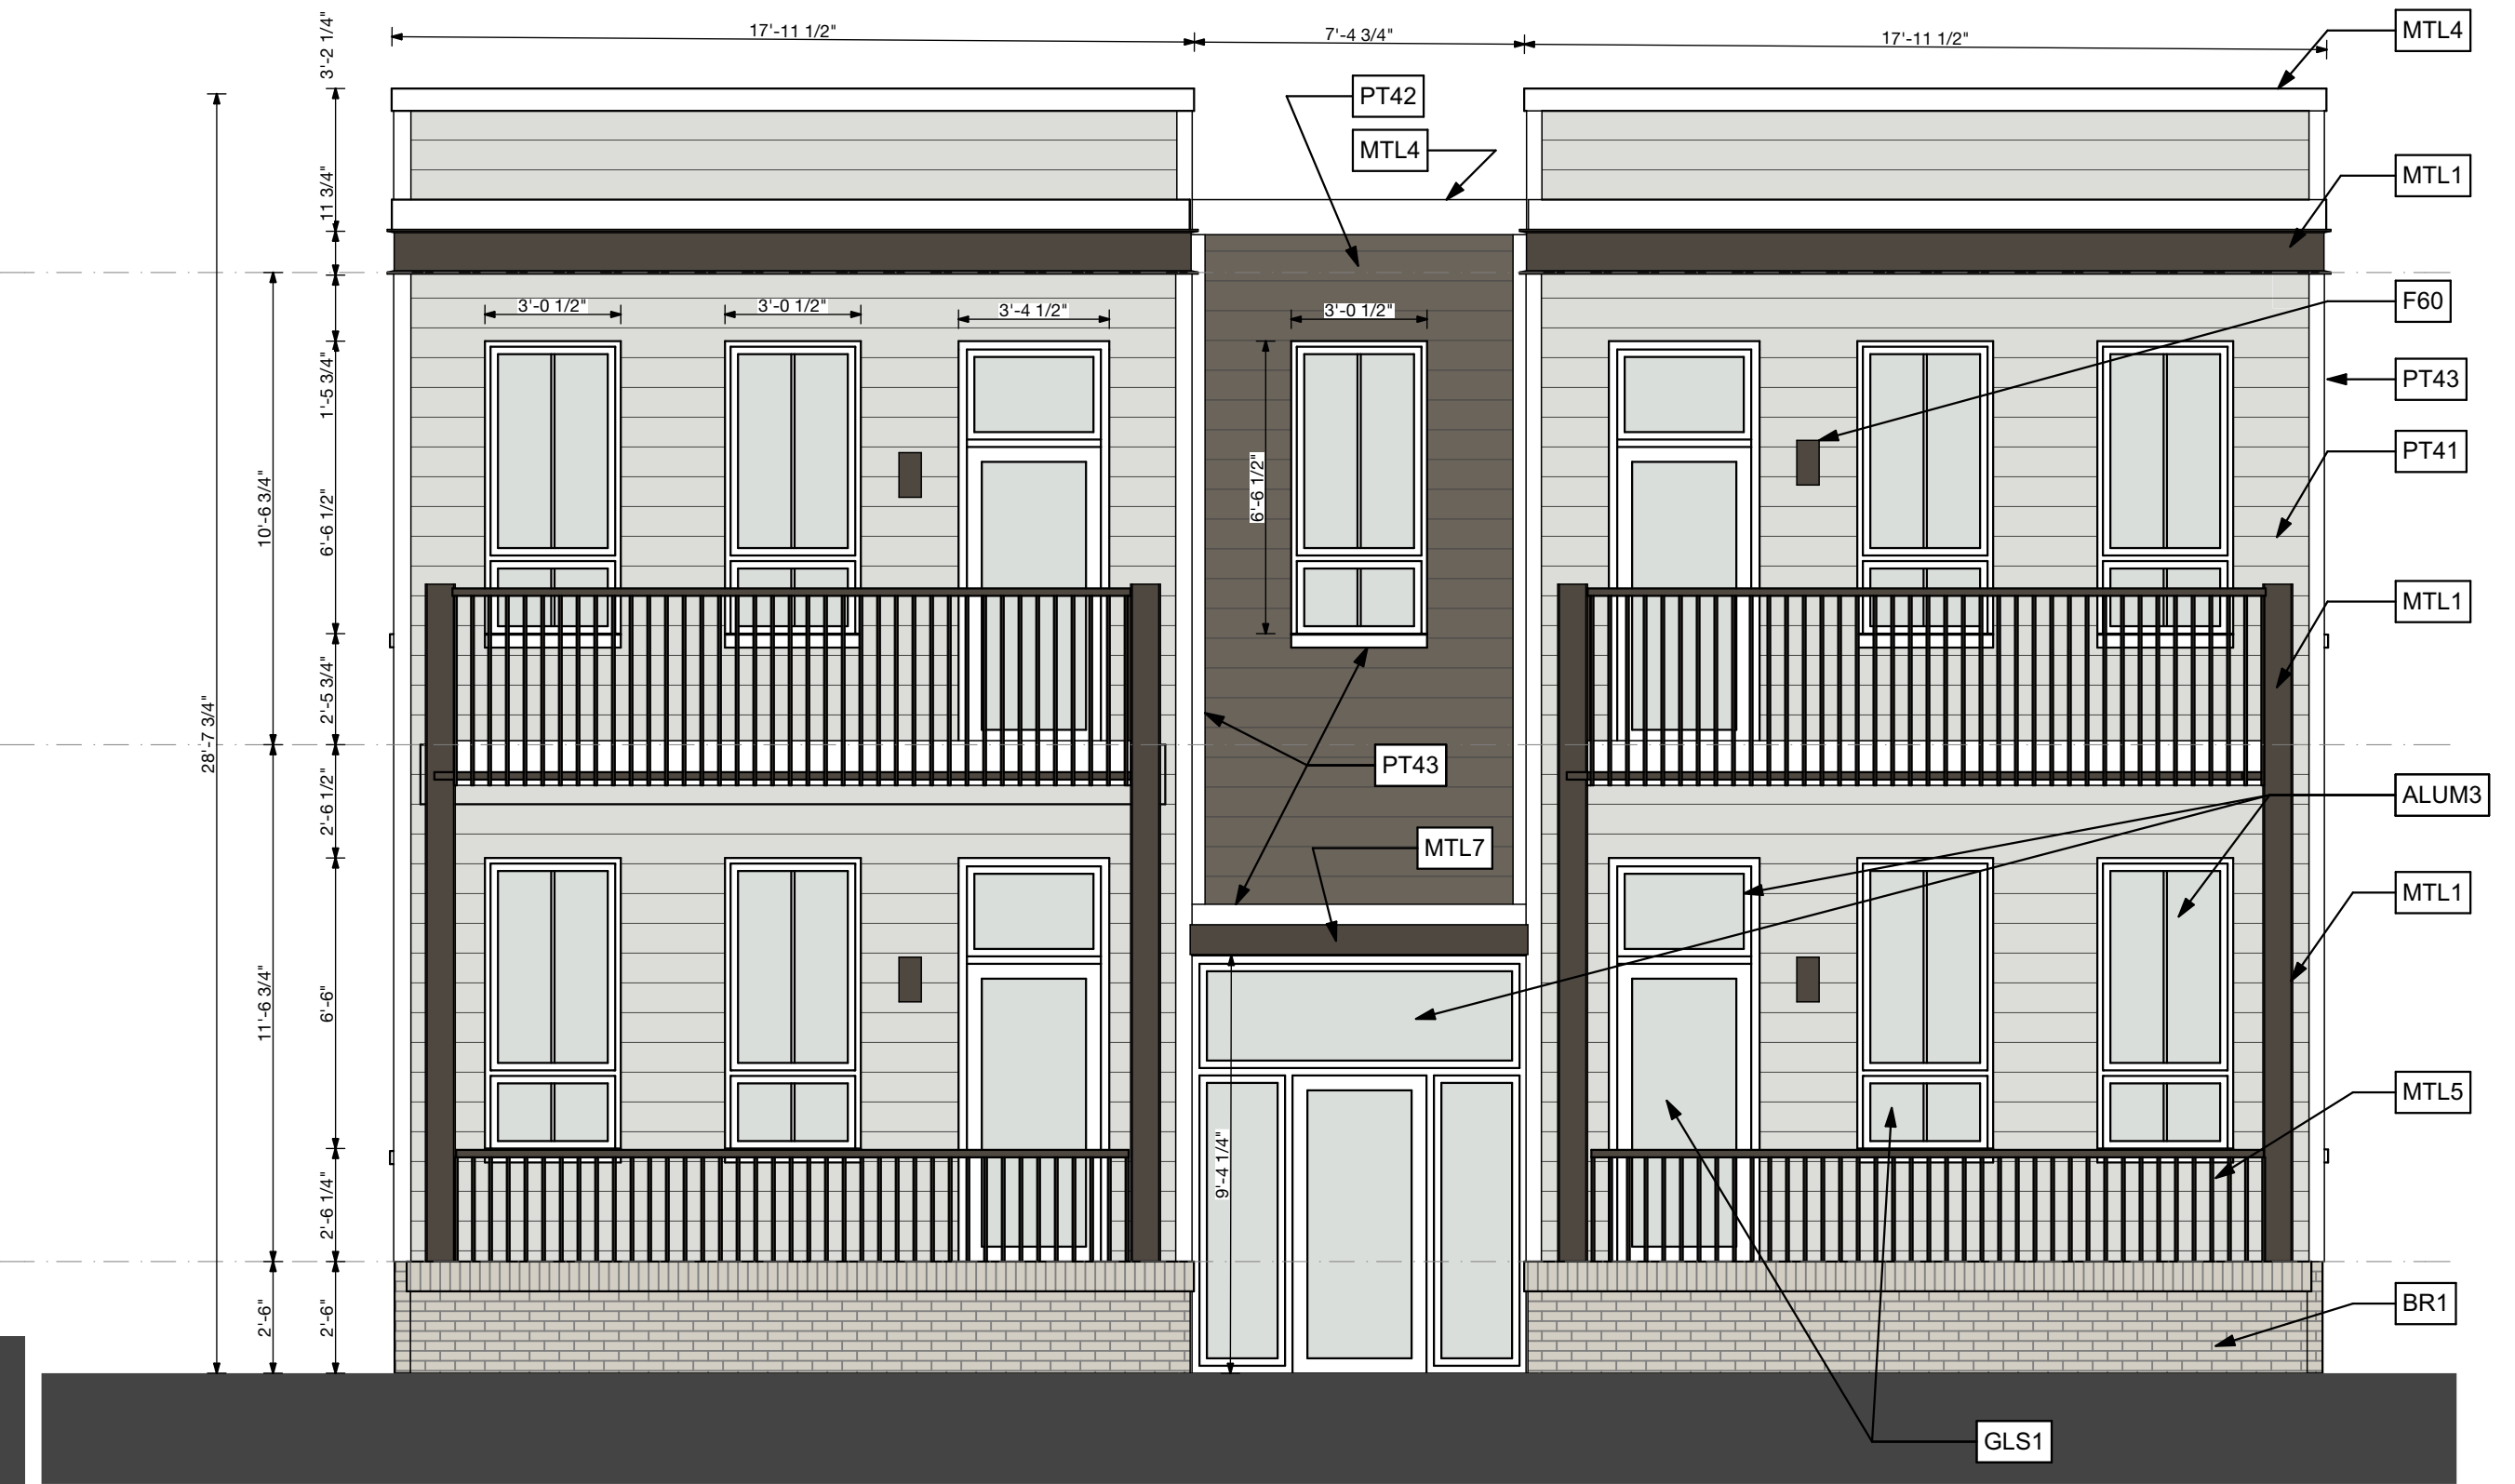 17'-11 1/2"
7'-4 3/4"
17'-11 1/2"
MTL4
PT42
MTL4
MTL1
F60
PT43
PT41
MTL1
ALUM3
MTL1
MTL5
BR1
GLS1
PT43
MTL7
3'-0 1/2"
3'-0 1/2"
3'-4 1/2"
3'-0 1/2"
6'-6 1/2"
9'-4 1/4"
28'-7 3/4"
10'-6 3/4"
11'-6 3/4"
2'-6"
3'-2 1/4"
11 3/4"
1'-5 3/4"
6'-6 1/2"
2'-5 3/4"
2'-6 1/2"
6'-6"
2'-6 1/4"
2'-6"